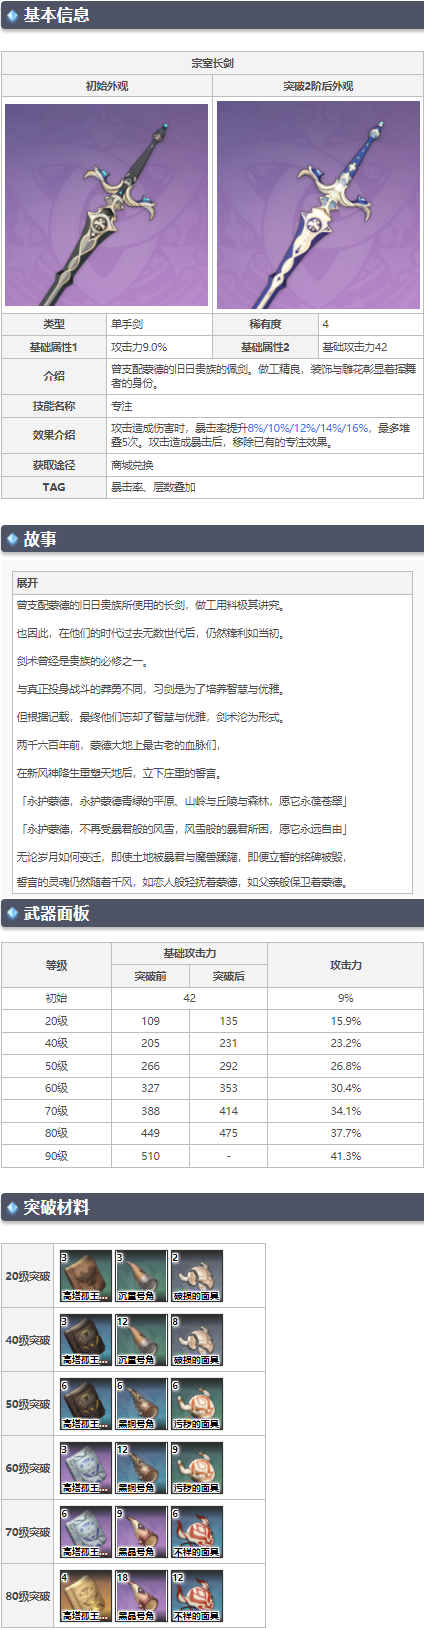 基本信息
宗室长剑
初始外观 突破2阶后外观
类型 单手剑 稀有度 4
基础属性1 攻击力9.0% 基础属性2 基础攻击力42
介绍 曾支配蒙德的旧日贵族的佩剑。做工精良，装饰与雕花彰显着挥舞
者的身份。
技能名称 专注
效果介绍 攻击造成伤害时，暴击率提升8%/10%/12%/14%/16%，最多堆
叠5次。攻击造成暴击后，移除已有的专注效果。
获取途径 商城兑换
TAG 暴击率、层数叠加
故事
展开
曾支配蒙德的旧日贵族所使用的长剑，做工用料极其讲究。
也因此，在他们的时代过去无数世代后，仍然锋利如当初。
剑术曾经是贵族的必修之一。
与真正投身战斗的莽勇不同，习剑是为了培养智慧与优雅。
但根据记载，最终他们忘却了智慧与优雅，剑术沦为形式。
两千六百年前，蒙德大地上最古老的血脉们，
在新风神降生重塑天地后，立下庄重的誓言。
「永护蒙德，永护蒙德青绿的平原、山岭与丘陵与森林，愿它永葆苍翠」
「永护蒙德，不再受暴君般的风雪，风雪般的暴君所困，愿它永远自由」
无论岁月如何变迁，即使土地被暴君与魔兽蹂躏，即便立誓的铭碑被毁，
誓言的灵魂仍然随着千风，如恋人般轻抚着蒙德，如父亲般保卫着蒙德。
武器面板
等级 基础攻击力 攻击力
突破前 突破后
初始 42 9%
20级 109 135 15.9%
40级 205 231 23.2%
50级 266 292 26.8%
60级 327 353 30.4%
70级 388 414 34.1%
80级 449 475 37.7%
90级 510 - 41.3%
突破材料
20级突破 3 高塔孤王... 3 沉重号角 2 破损的面具
40级突破 3 高塔孤王... 12 沉重号角 8 破损的面具
50级突破 6 高塔孤王... 6 黑铜号角 6 污秽的面具
60级突破 3 高塔孤王... 12 黑铜号角 9 污秽的面具
70级突破 6 高塔孤王... 9 黑晶号角 6 不祥的面具
80级突破 4 高塔孤王... 18 黑晶号角 12 不祥的面具